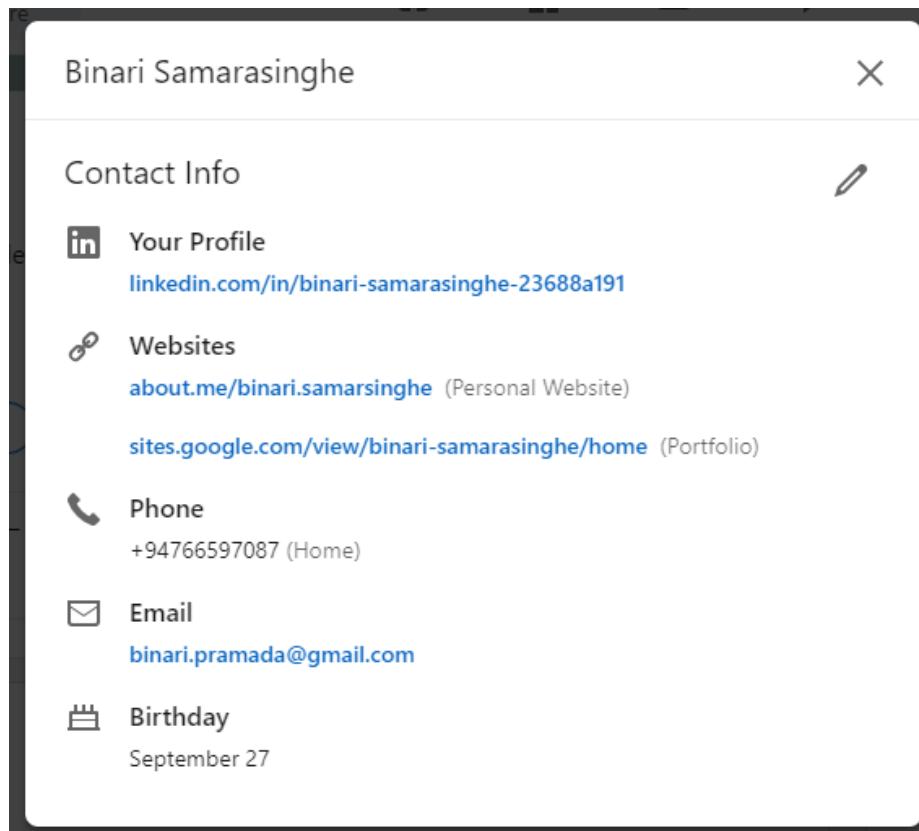 re
Binari Samarasinghe
Contact Info
Your Profile
linkedin.com/in/binari-samarasinghe-23688a191
Websites
about.me/binari.samarsinghe (Personal Website)
sites.google.com/view/binari-samarasinghe/home (Portfolio)
Phone
+94766597087 (Home)
Email
binari.pramada@gmail.com
Birthday
September 27